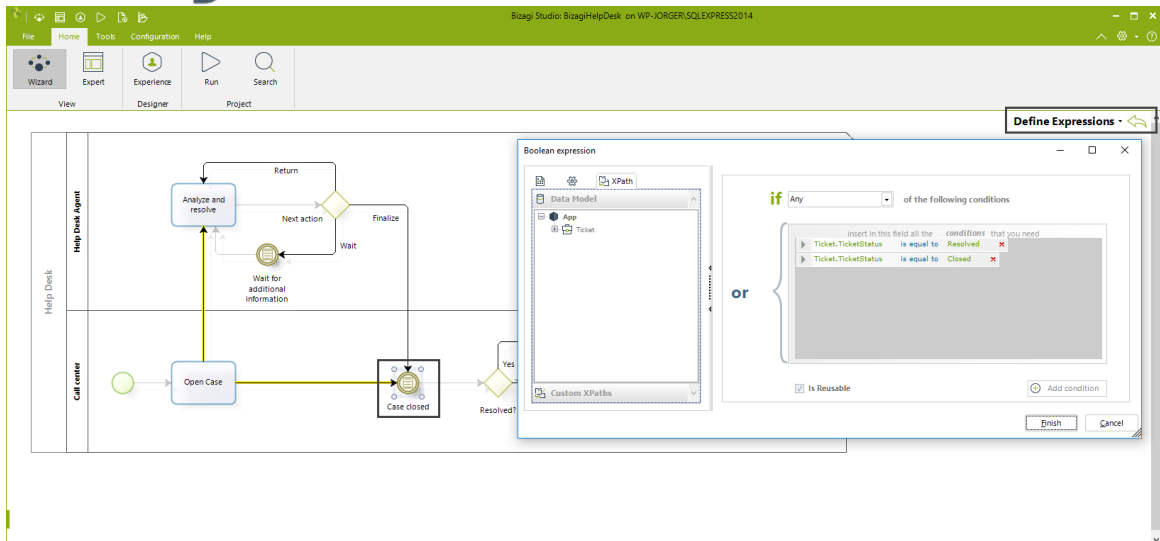 Bizagi Studio: BizagiHelpDesk on WP-JORGER\SQLEXPRESS2014
File Home Tools Configuration Help
Wizard Expert Experience Run Search
View Designer Project
Define Expressions
Boolean expression
XPath
Data Model
App
Ticket
Custom XPaths
if Any of the following conditions
insert in this field all the conditions that you need
Ticket.TicketStatus is equal to Resolved
Ticket.TicketStatus is equal to Closed
or
Is Reusable
Add condition
Finish Cancel
Help Desk
Help Desk Agent
Return
Analyze and
resolve
Next action
Finalize
Wait
Wait for
additional
information
Call center
Open Case
Case closed
Yes
Resolved?